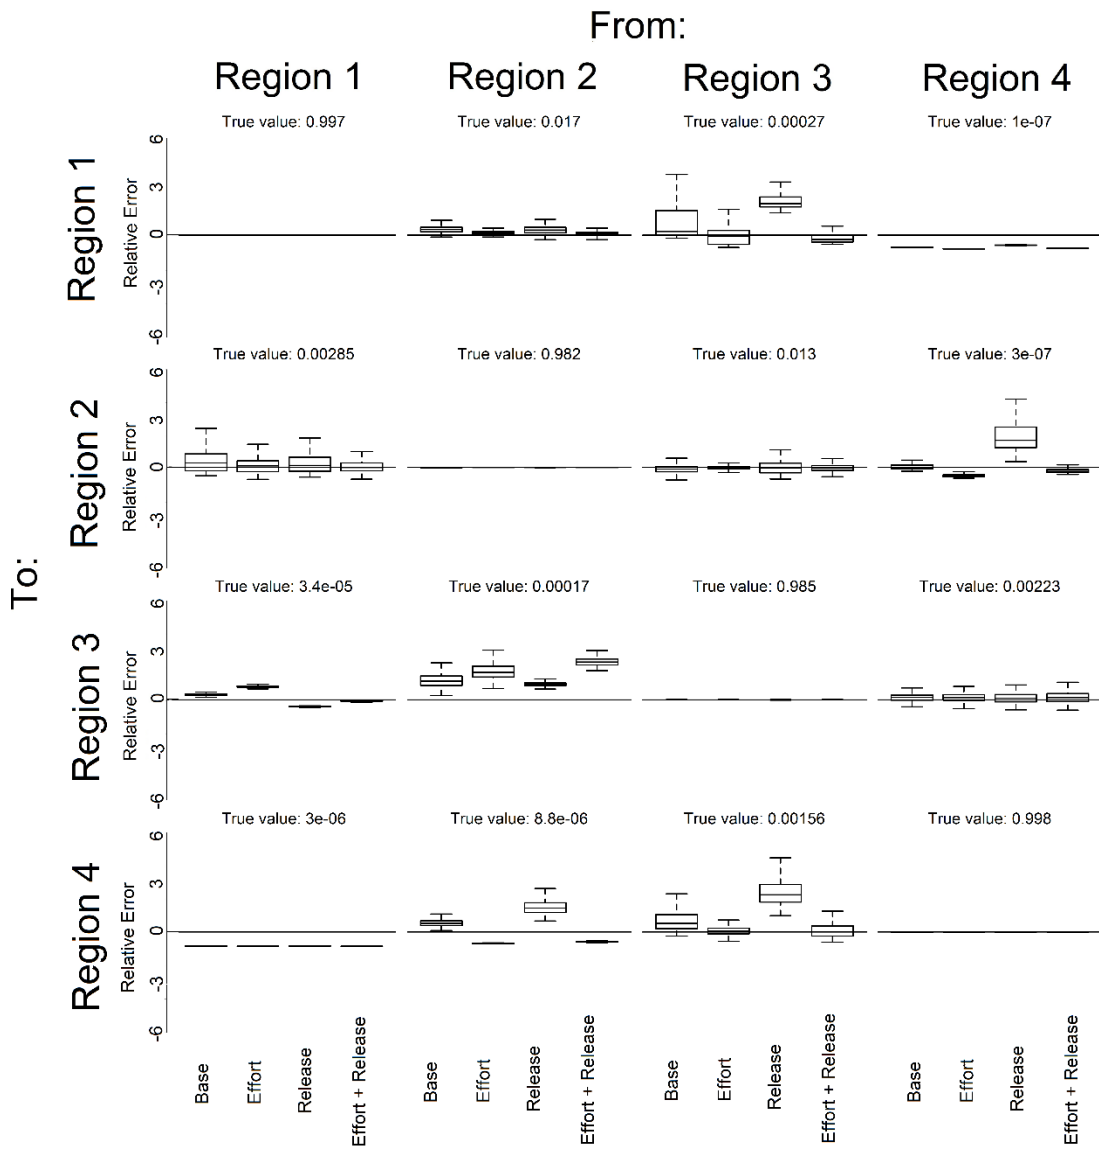 From:
Region 1 Region 2 Region 3 Region 4
To:
Region 1
Relative Error
6
3
0
-3
-6
True value: 0.997
True value: 0.017
True value: 0.00027
True value: 1e-07
Region 2
Relative Error
6
3
0
-3
-6
True value: 0.00285
True value: 0.982
True value: 0.013
True value: 3e-07
Region 3
Relative Error
6
3
0
-3
-6
True value: 3.4e-05
True value: 0.00017
True value: 0.985
True value: 0.00223
Region 4
Relative Error
6
3
0
-3
-6
True value: 3e-06
True value: 8.8e-06
True value: 0.00156
True value: 0.998
Base
Effort
Release
Effort + Release
Base
Effort
Release
Effort + Release
Base
Effort
Release
Effort + Release
Base
Effort
Release
Effort + Release